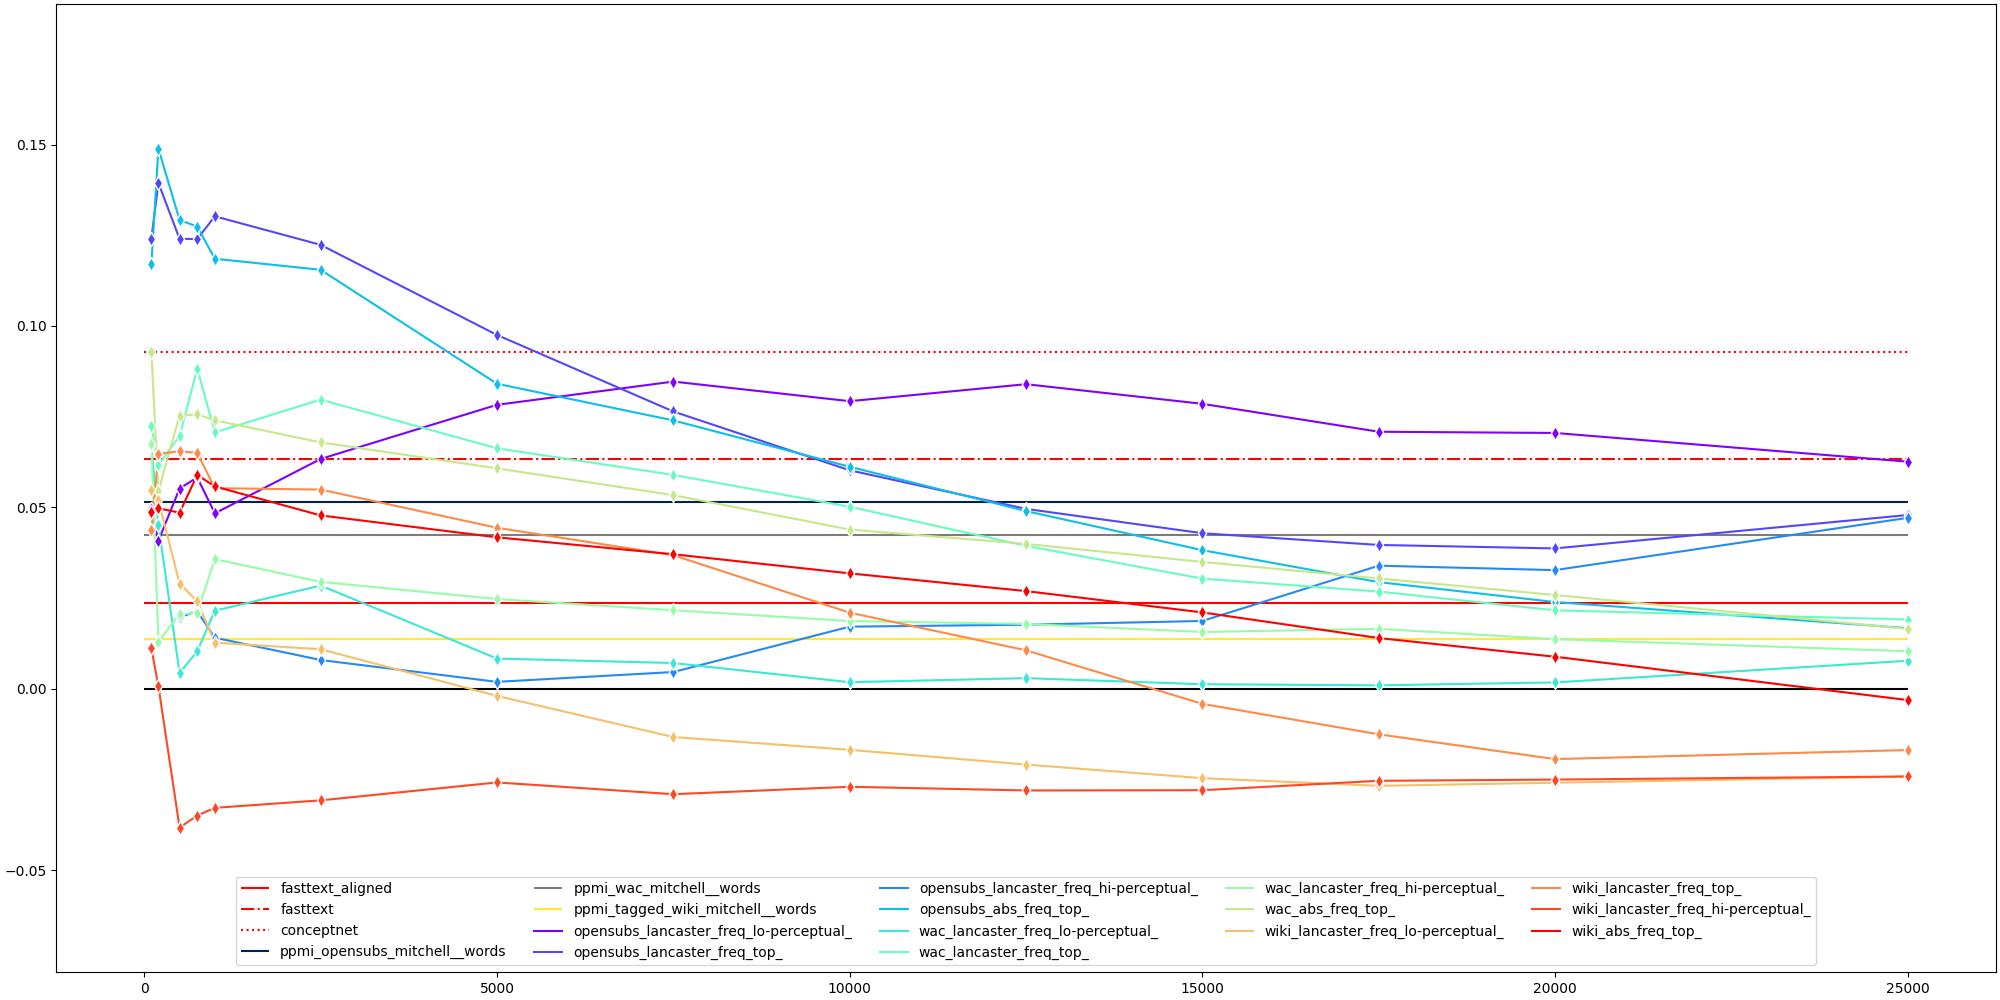 0.15
0.10
0.05
0.00
−0.05
fasttext_aligned
fasttext
conceptnet
ppmi_opensubs_mitchell__words
ppmi_wac_mitchell__words
ppmi_tagged_wiki_mitchell__words
opensubs_lancaster_freq_lo-perceptual_
opensubs_lancaster_freq_top_
opensubs_lancaster_freq_hi-perceptual_
opensubs_abs_freq_top_
wac_lancaster_freq_lo-perceptual_
wac_lancaster_freq_top_
wac_lancaster_freq_hi-perceptual_
wac_abs_freq_top_
wiki_lancaster_freq_lo-perceptual_
wiki_lancaster_freq_top_
wiki_lancaster_freq_hi-perceptual_
wiki_abs_freq_top_
0 5000 10000 15000 20000 25000